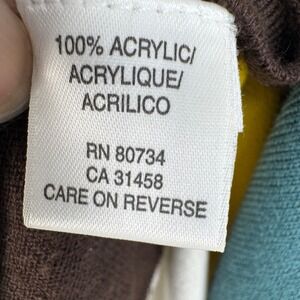 100% ACRYLIC/
ACRYLIQUE/
ACRILICO
RN 80734
CA 31458
CARE ON REVERSE